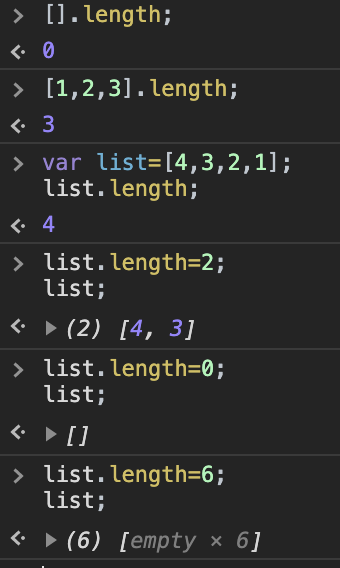 > [].length;
<· 0
> [1,2,3].length;
<· 3
> var list=[4,3,2,1];
list.length;
<· 4
> list.length=2;
list;
<· ▶ (2) [4, 3]
> list.length=0;
list;
<· ▶ []
> list.length=6;
list;
<· ▶ (6) [empty × 6]